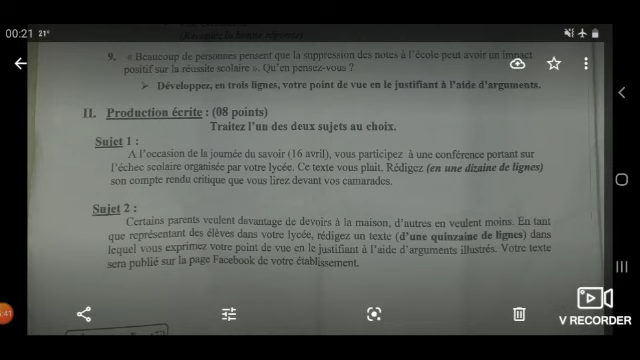 00:21 21°
(Recopiez la bonne réponse)
9. « Beaucoup de personnes pensent que la suppression des notes à l'école peut avoir un impact
positif sur la réussite scolaire ». Qu'en pensez-vous ?
➢ Développez, en trois lignes, votre point de vue en le justifiant à l'aide d'arguments.
II. Production écrite : (08 points)
Traitez l'un des deux sujets au choix.
Sujet 1 :
A l'occasion de la journée du savoir (16 avril), vous participez à une conférence portant sur
l'échec scolaire organisée par votre lycée. Ce texte vous plait. Rédigez (en une dizaine de lignes)
son compte rendu critique que vous lirez devant vos camarades.
Sujet 2 :
Certains parents veulent davantage de devoirs à la maison, d'autres en veulent moins. En tant
que représentant des élèves dans votre lycée, rédigez un texte (d'une quinzaine de lignes) dans
lequel vous exprimez votre point de vue en le justifiant à l'aide d'arguments illustrés. Votre texte
sera publié sur la page Facebook de votre établissement.
:41
V RECORDER